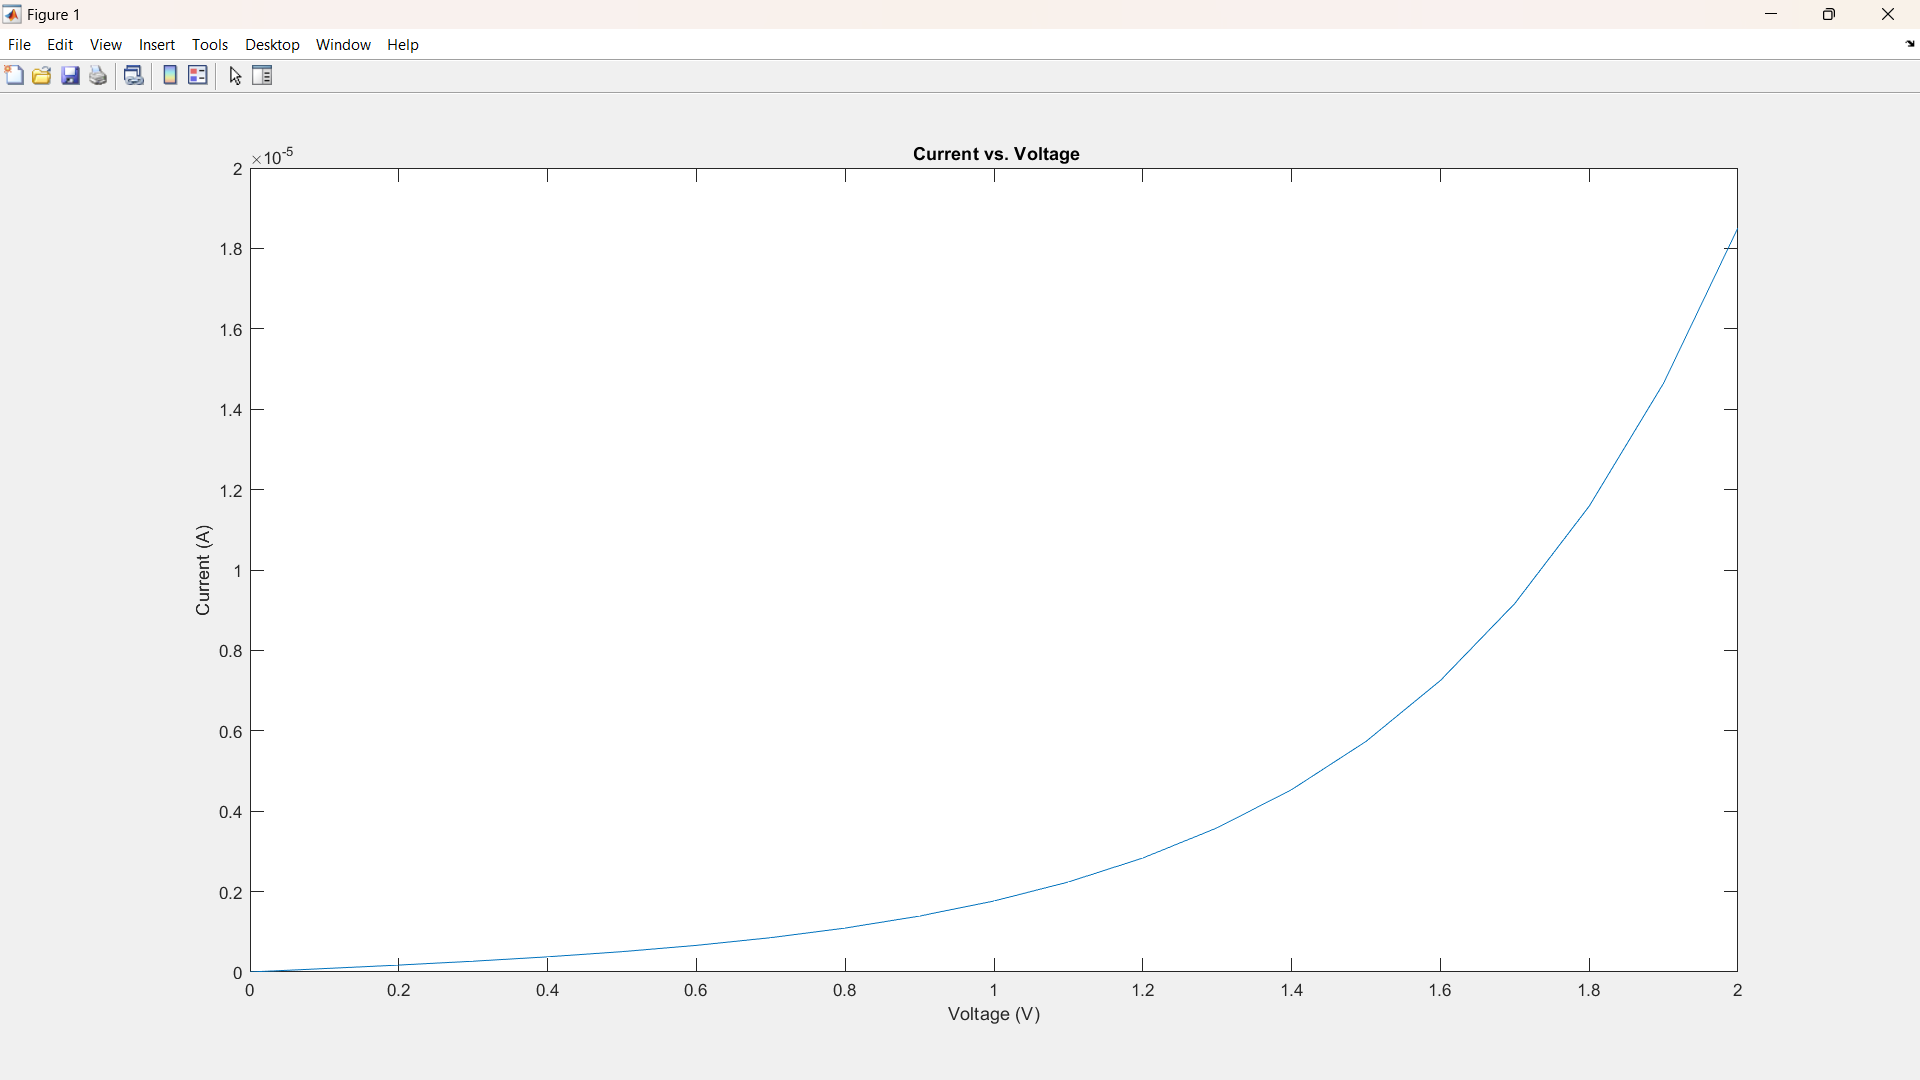 Figure 1
File Edit View Insert Tools Desktop Window Help
Current vs. Voltage
×10-5
2
1.8
1.6
1.4
1.2
1
0.8
0.6
0.4
0.2
0
Current (A)
0 0.2 0.4 0.6 0.8 1 1.2 1.4 1.6 1.8 2
Voltage (V)